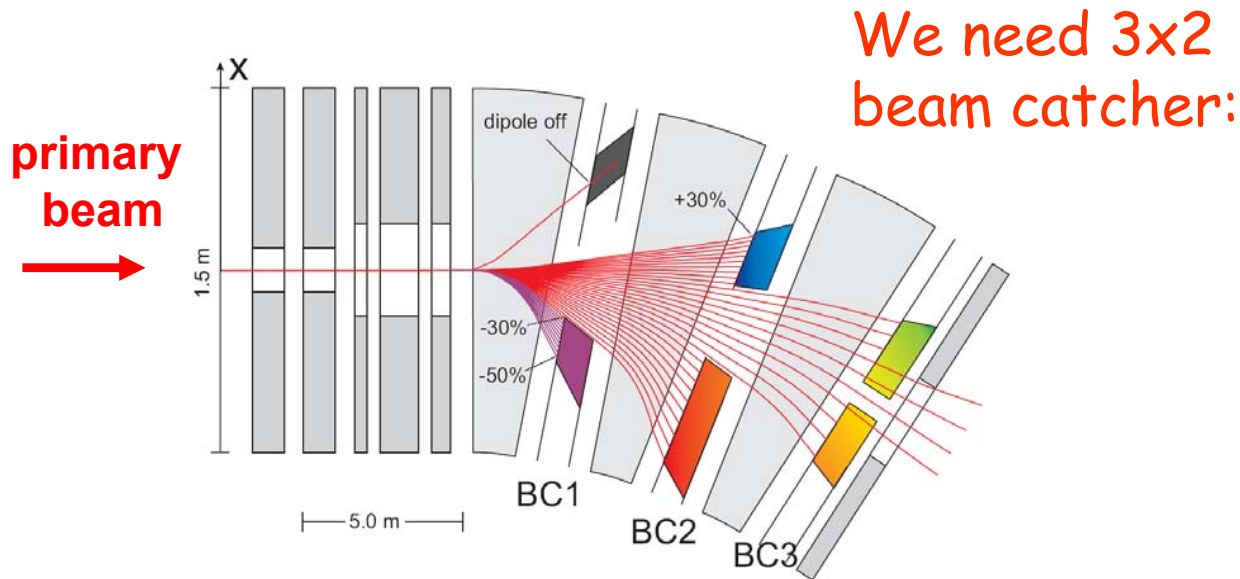 We need 3x2
beam catcher:
X
primary
beam
1.5 m
dipole off
+30%
-30%
-50%
BC1
BC2
BC3
5.0 m